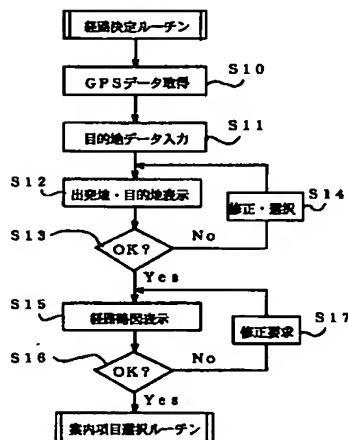 経路決定ルーチン
S10
GPSデータ取得
S11
目的地データ入力
S12
出発地・目的地表示
S14
修正・選択
S13
OK?
No
Yes
S15
経路略図表示
S17
修正要求
S16
OK?
No
Yes
案内項目選択ルーチン